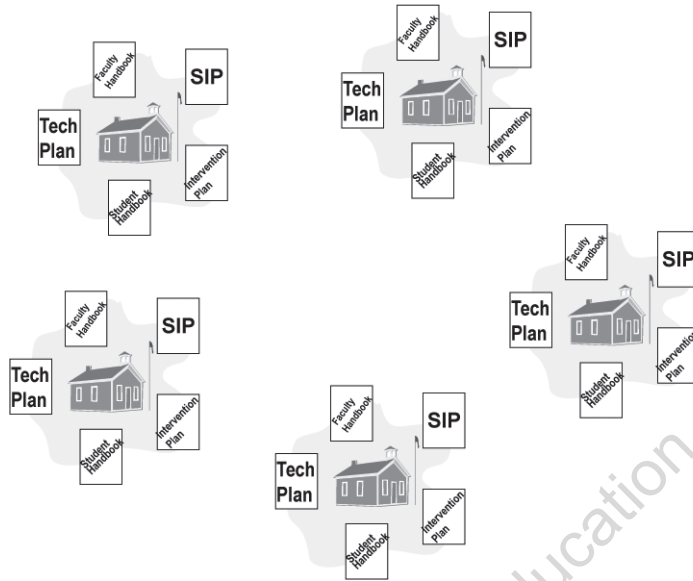 Faculty
Handbook
SIP
Tech
Plan
Intervention
Plan
Student
Handbook
Faculty
Handbook
SIP
Tech
Plan
Intervention
Plan
Student
Handbook
Faculty
Handbook
SIP
Tech
Plan
Intervention
Plan
Student
Handbook
Faculty
Handbook
SIP
Tech
Plan
Intervention
Plan
Student
Handbook
Faculty
Handbook
SIP
Tech
Plan
Intervention
Plan
Student
Handbook
ucation